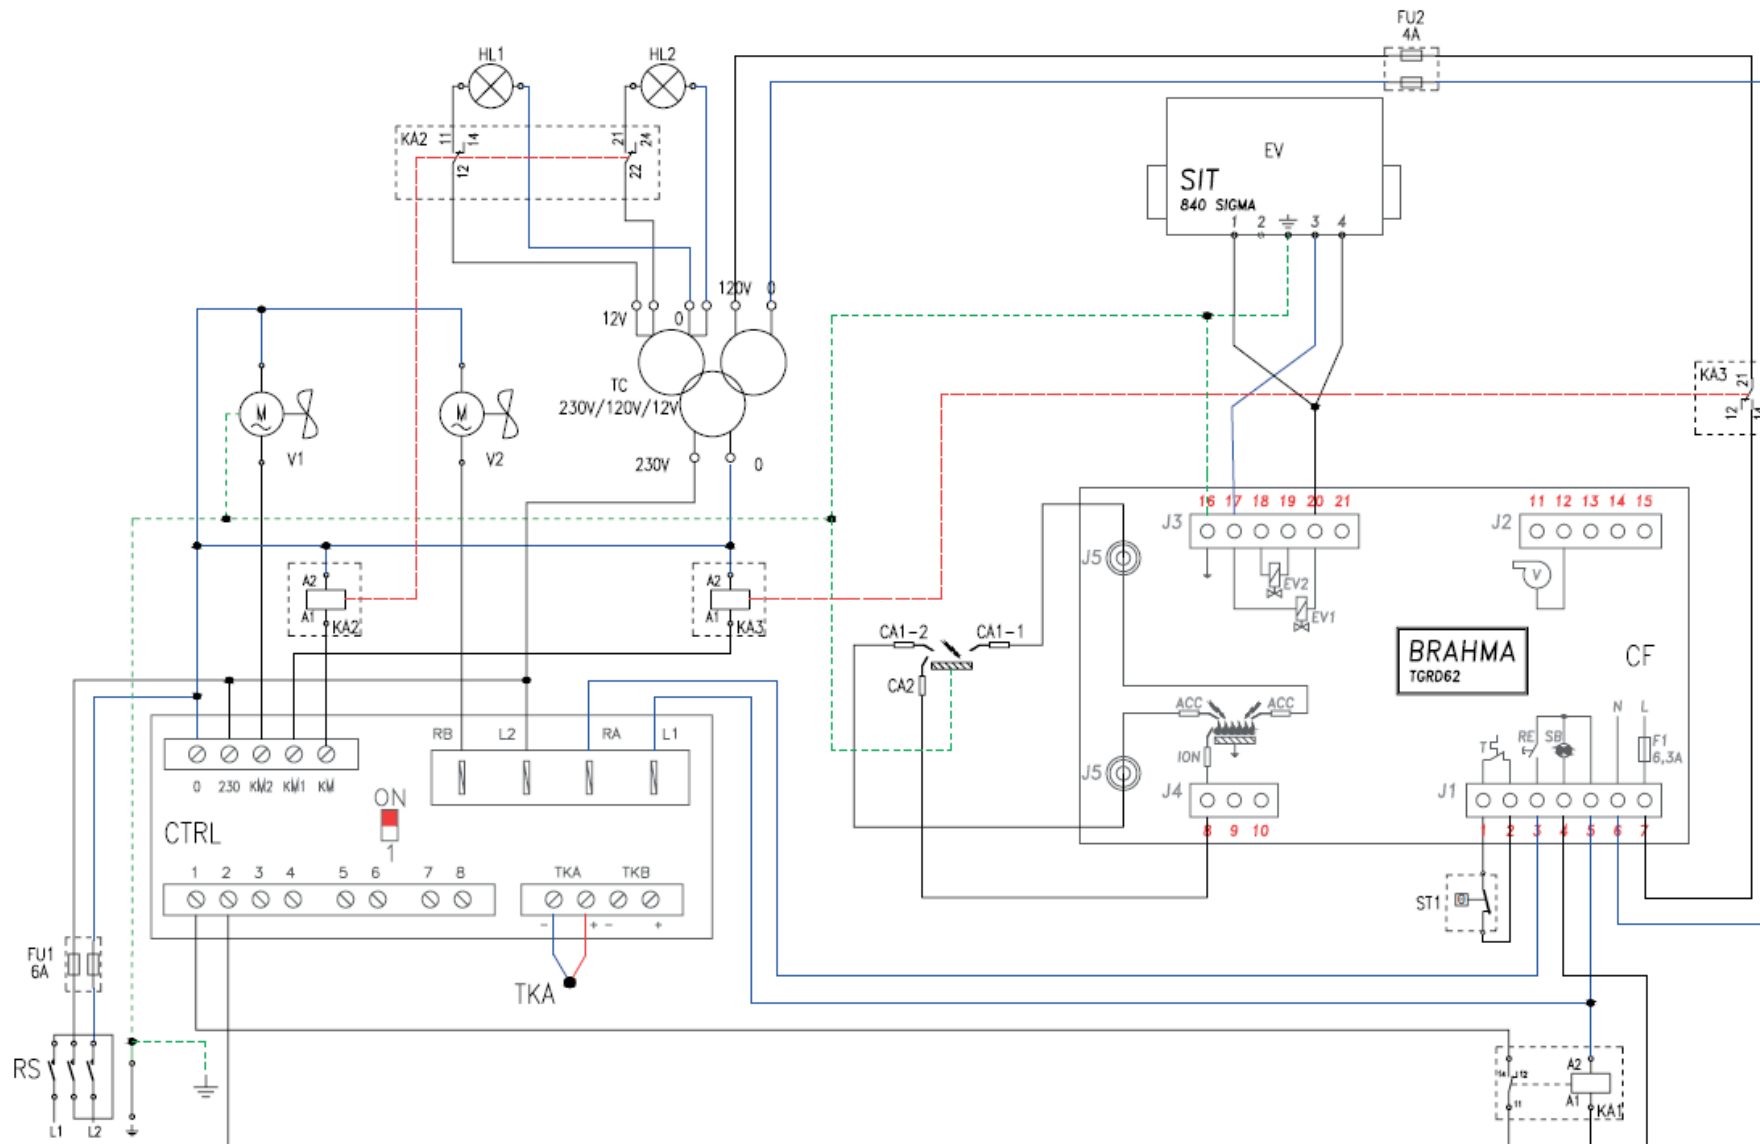 FU2
4A
HL1
HL2
KA2
11
14
12
21
24
22
EV
SIT
840 SIGMA
1 2 3 4
120V 0
12V
0
TC
230V/120V/12V
KA3
21
12
M
V1
M
V2
230V
0
16 17 18 19 20 21
J3
11 12 13 14 15
J2
J5
EV2
EV1
V
A2
A1
KA2
A2
A1
KA3
CA1-2
CA1-1
CA2
BRAHMA
TGRD62
CF
ACC
ACC
ION
J5
J4
8 9 10
N L
T
RE
SB
F1
6,3A
J1
1 2 3 4 5 6 7
RB L2 RA L1
0 230 KM2 KM1 KM
ON
1
CTRL
1 2 3 4 5 6 7 8
TKA TKB
- + - +
TKA
ST1
FU1
6A
RS
L1 L2
14
12
11
A2
A1
KA1